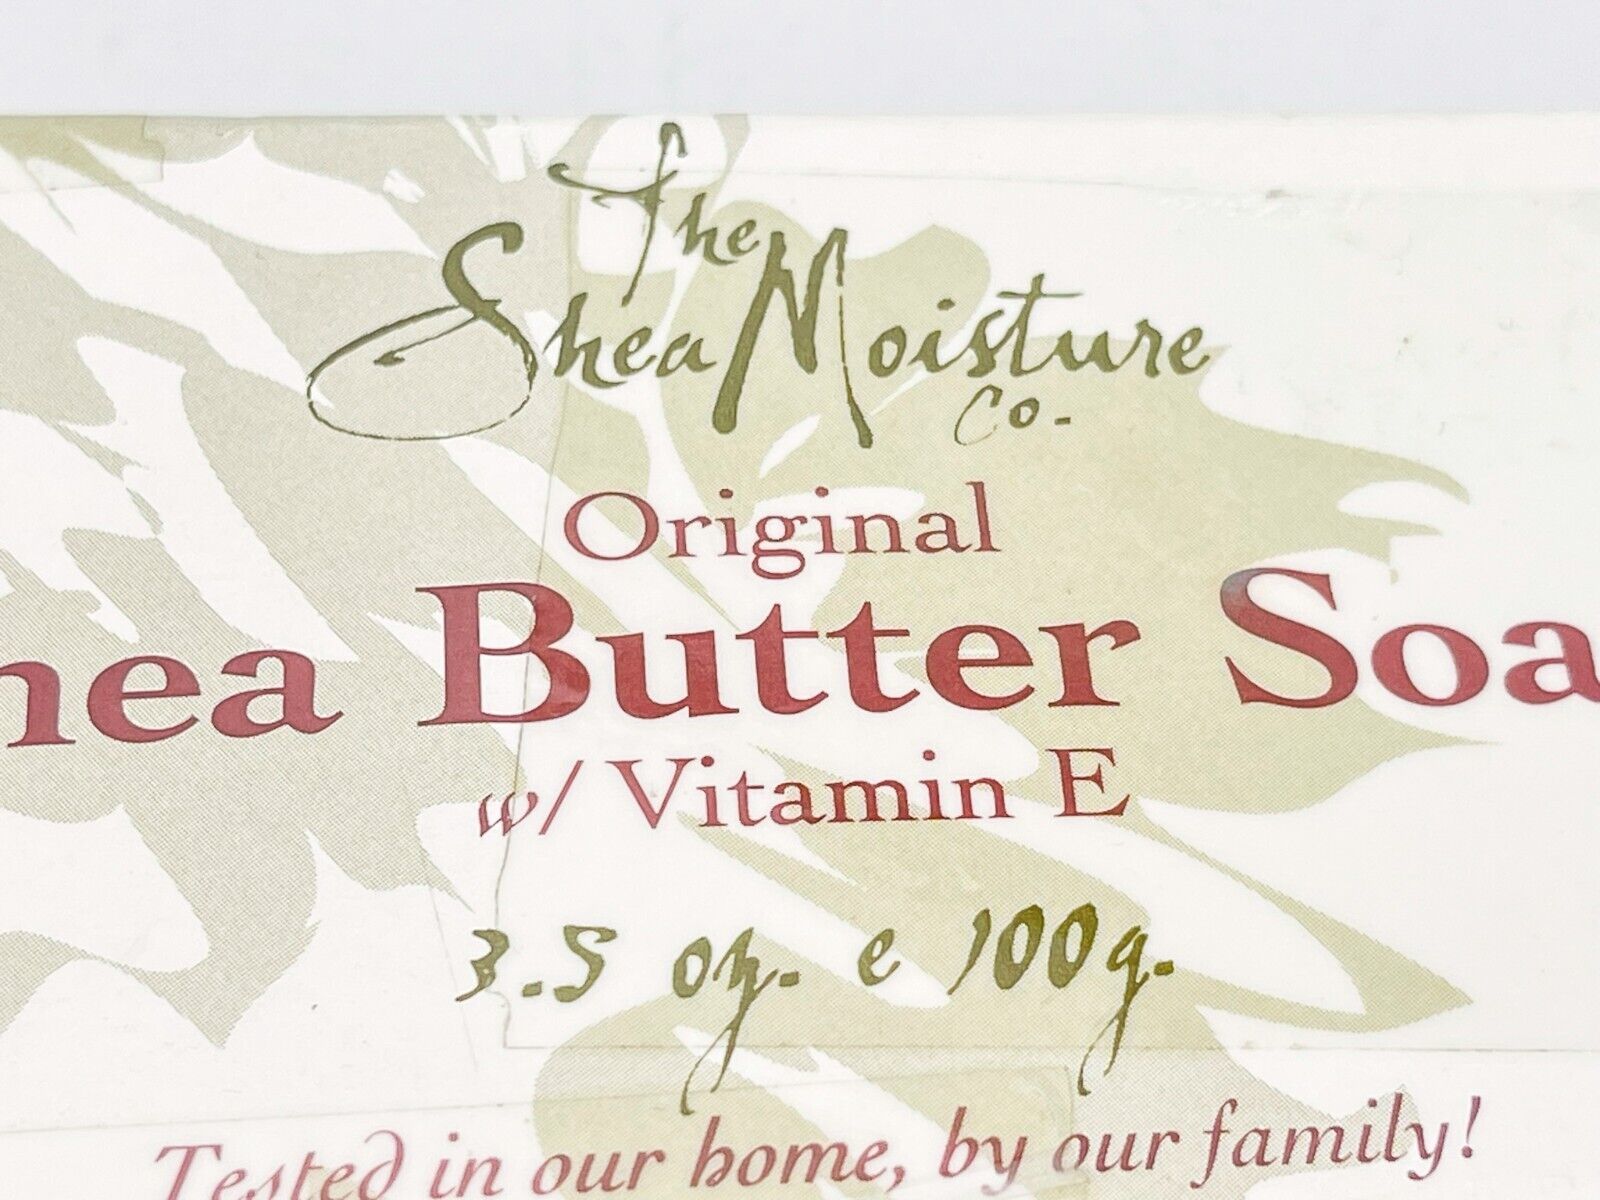 The
Shea Moisture
Co.
Original
hea Butter Soa
w/ Vitamin E
3.5 oz. e 100g.
Tested in our home, by our family!